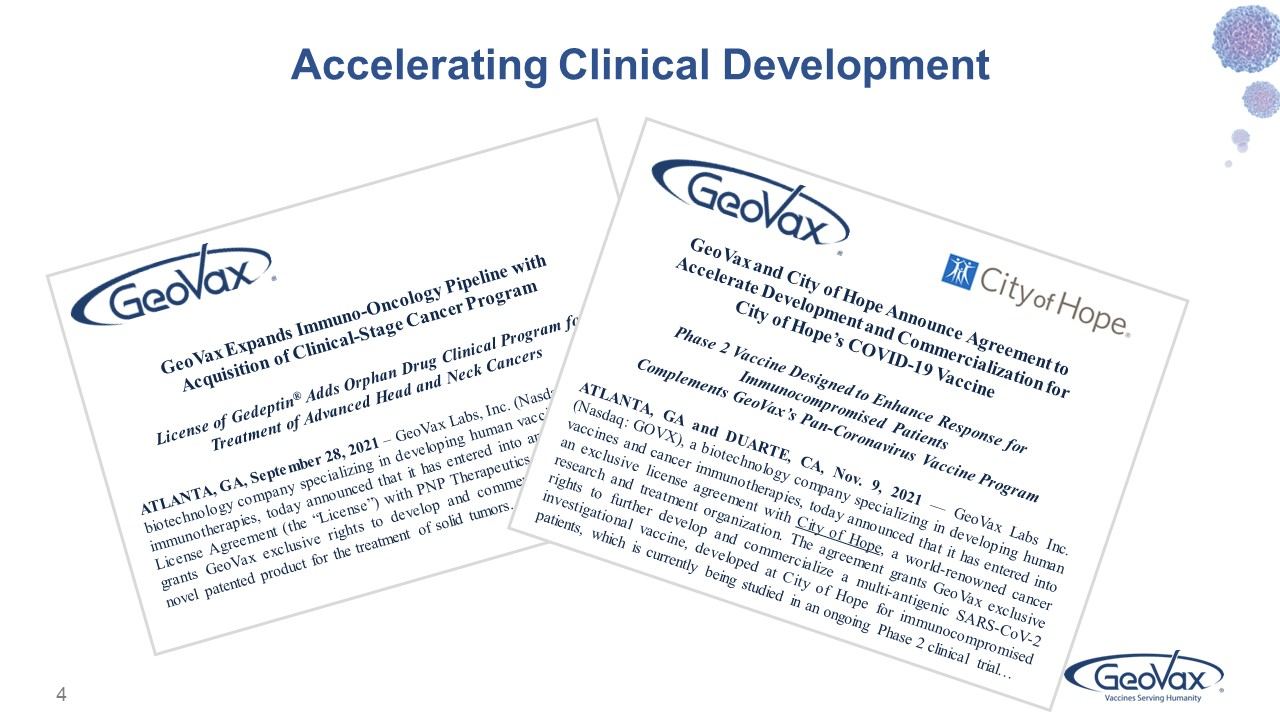 Accelerating Clinical Development
GeoVax®
GeoVax Expands Immuno-Oncology Pipeline with
Acquisition of Clinical-Stage Cancer Program
License of Gedeptin® Adds Orphan Drug Clinical Program
Treatment of Advanced Head and Neck Cancers
ATLANTA, GA, September 28, 2021 – GeoVax Labs, Inc.
biotechnology company specializing in developing human
immunotherapies, today announced that it has entered into
License Agreement (the “License”) with PNP Therapeutics
grants GeoVax exclusive rights to develop and
novel patented product for the treatment of solid tumors.
GeoVax®
City of Hope®
GeoVax and City of Hope Announce Agreement to
Accelerate Development and Commercialization for
City of Hope’s COVID-19 Vaccine
Phase 2 Vaccine Designed to Enhance Response for
Immunocompromised Patients
Complements GeoVax’s Pan-Coronavirus Vaccine Program
ATLANTA, GA and DUARTE, CA, Nov. 9, 2021 — GeoVax Labs Inc.
(Nasdaq: GOVX), a biotechnology company specializing in developing human
vaccines and cancer immunotherapies, today announced that it has entered into
an exclusive license agreement with City of Hope, a world-renowned cancer
research and treatment organization. The agreement grants GeoVax exclusive
rights to further develop and commercialize a multi-antigenic SARS-CoV-2
investigational vaccine, developed at City of Hope for immunocompromised
patients, which is currently being studied in an ongoing Phase 2 clinical trial…
4
GeoVax®
Vaccines Serving Humanity